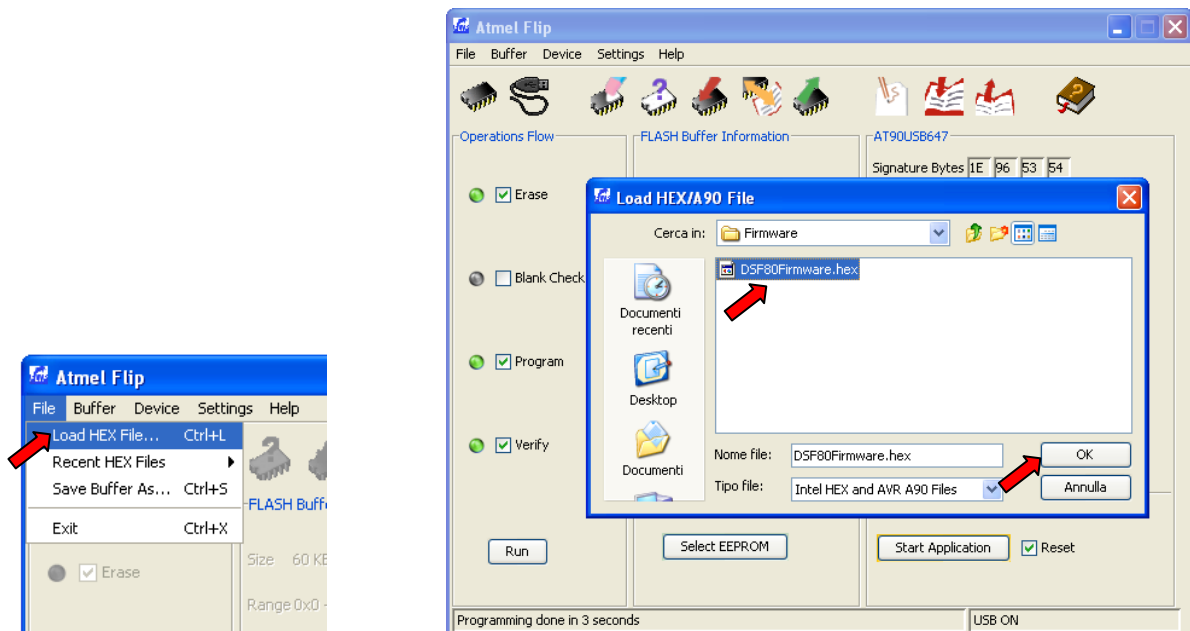 Atmel Flip
File Buffer Device Settings Help
Load HEX File... Ctrl+L
Recent HEX Files
Save Buffer As... Ctrl+S
Exit Ctrl+X
FLASH Buff
Size 60 KB
Range 0x0 -
Erase
Atmel Flip
File Buffer Device Settings Help
Operations Flow
Erase
Blank Check
Program
Verify
Run
FLASH Buffer Information
Select EEPROM
AT90USB647
Signature Bytes 1E 96 53 54
Start Application Reset
Load HEX/A90 File
Cerca in: Firmware
Documenti
recenti
Desktop
Documenti
DSF80Firmware.hex
Nome file: DSF80Firmware.hex OK
Tipo file: Intel HEX and AVR A90 Files Annulla
Programming done in 3 seconds USB ON